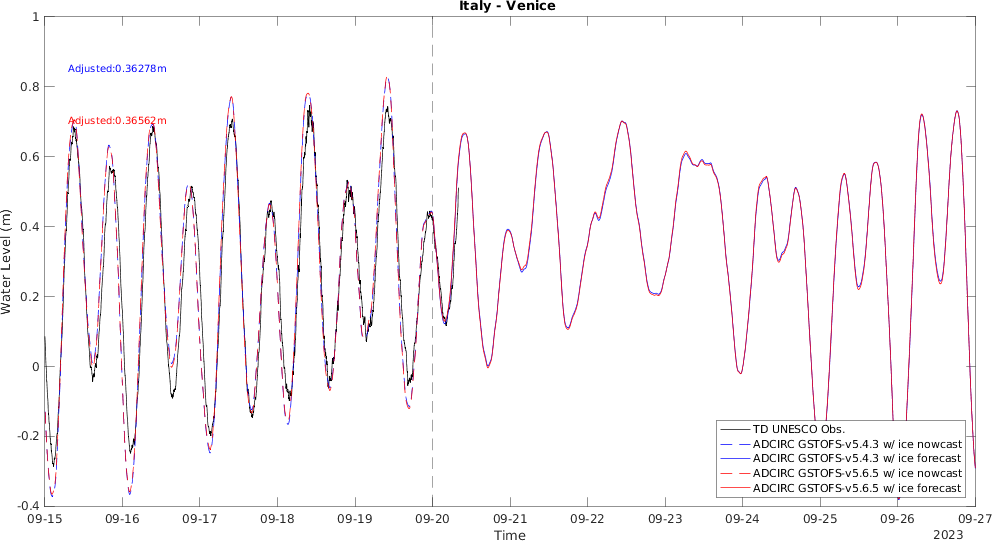 Italy - Venice
1
0.8
0.6
0.4
0.2
0
-0.2
-0.4
Water Level (m)
Adjusted:0.36278m
Adjusted:0.36562m
TD UNESCO Obs.
ADCIRC GSTOFS-v5.4.3 w/ ice nowcast
ADCIRC GSTOFS-v5.4.3 w/ ice forecast
ADCIRC GSTOFS-v5.6.5 w/ ice nowcast
ADCIRC GSTOFS-v5.6.5 w/ ice forecast
09-15 09-16 09-17 09-18 09-19 09-20 09-21 09-22 09-23 09-24 09-25 09-26 09-27
Time
2023